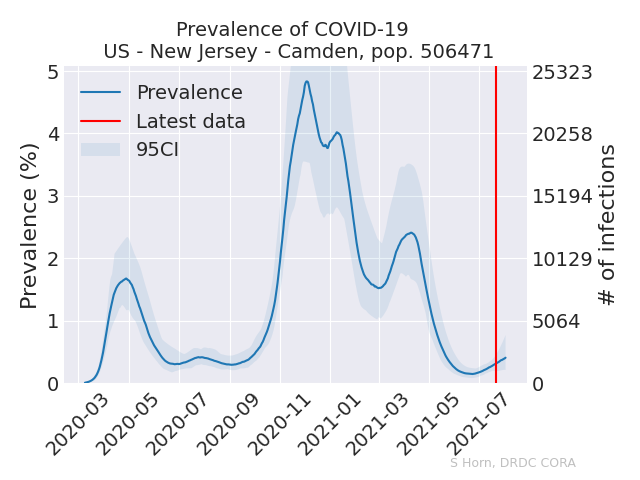 Prevalence of COVID-19
US - New Jersey - Camden, pop. 506471
Prevalence
Latest data
95CI
Prevalence (%)
5
4
3
2
1
0
25323
20258
15194
10129
5064
0
# of infections
2020-03
2020-05
2020-07
2020-09
2020-11
2021-01
2021-03
2021-05
2021-07
S Horn, DRDC CORA